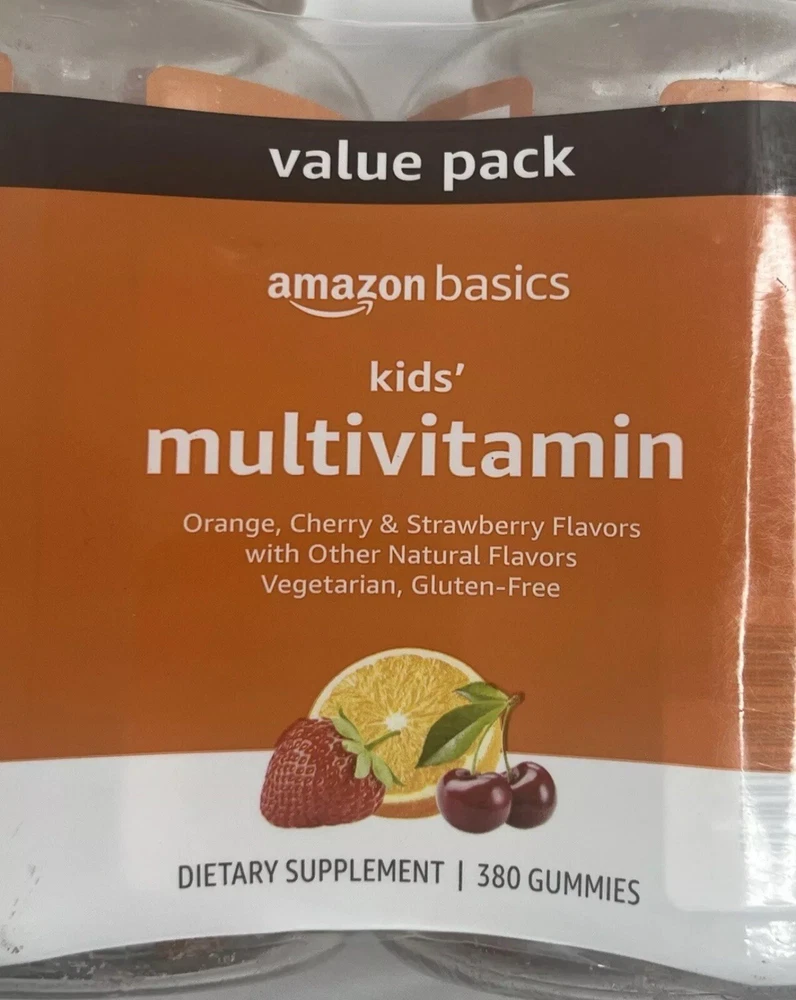 value pack
amazon basics
kids’
multivitamin
Orange, Cherry & Strawberry Flavors
with Other Natural Flavors
Vegetarian, Gluten-Free
DIETARY SUPPLEMENT | 380 GUMMIES